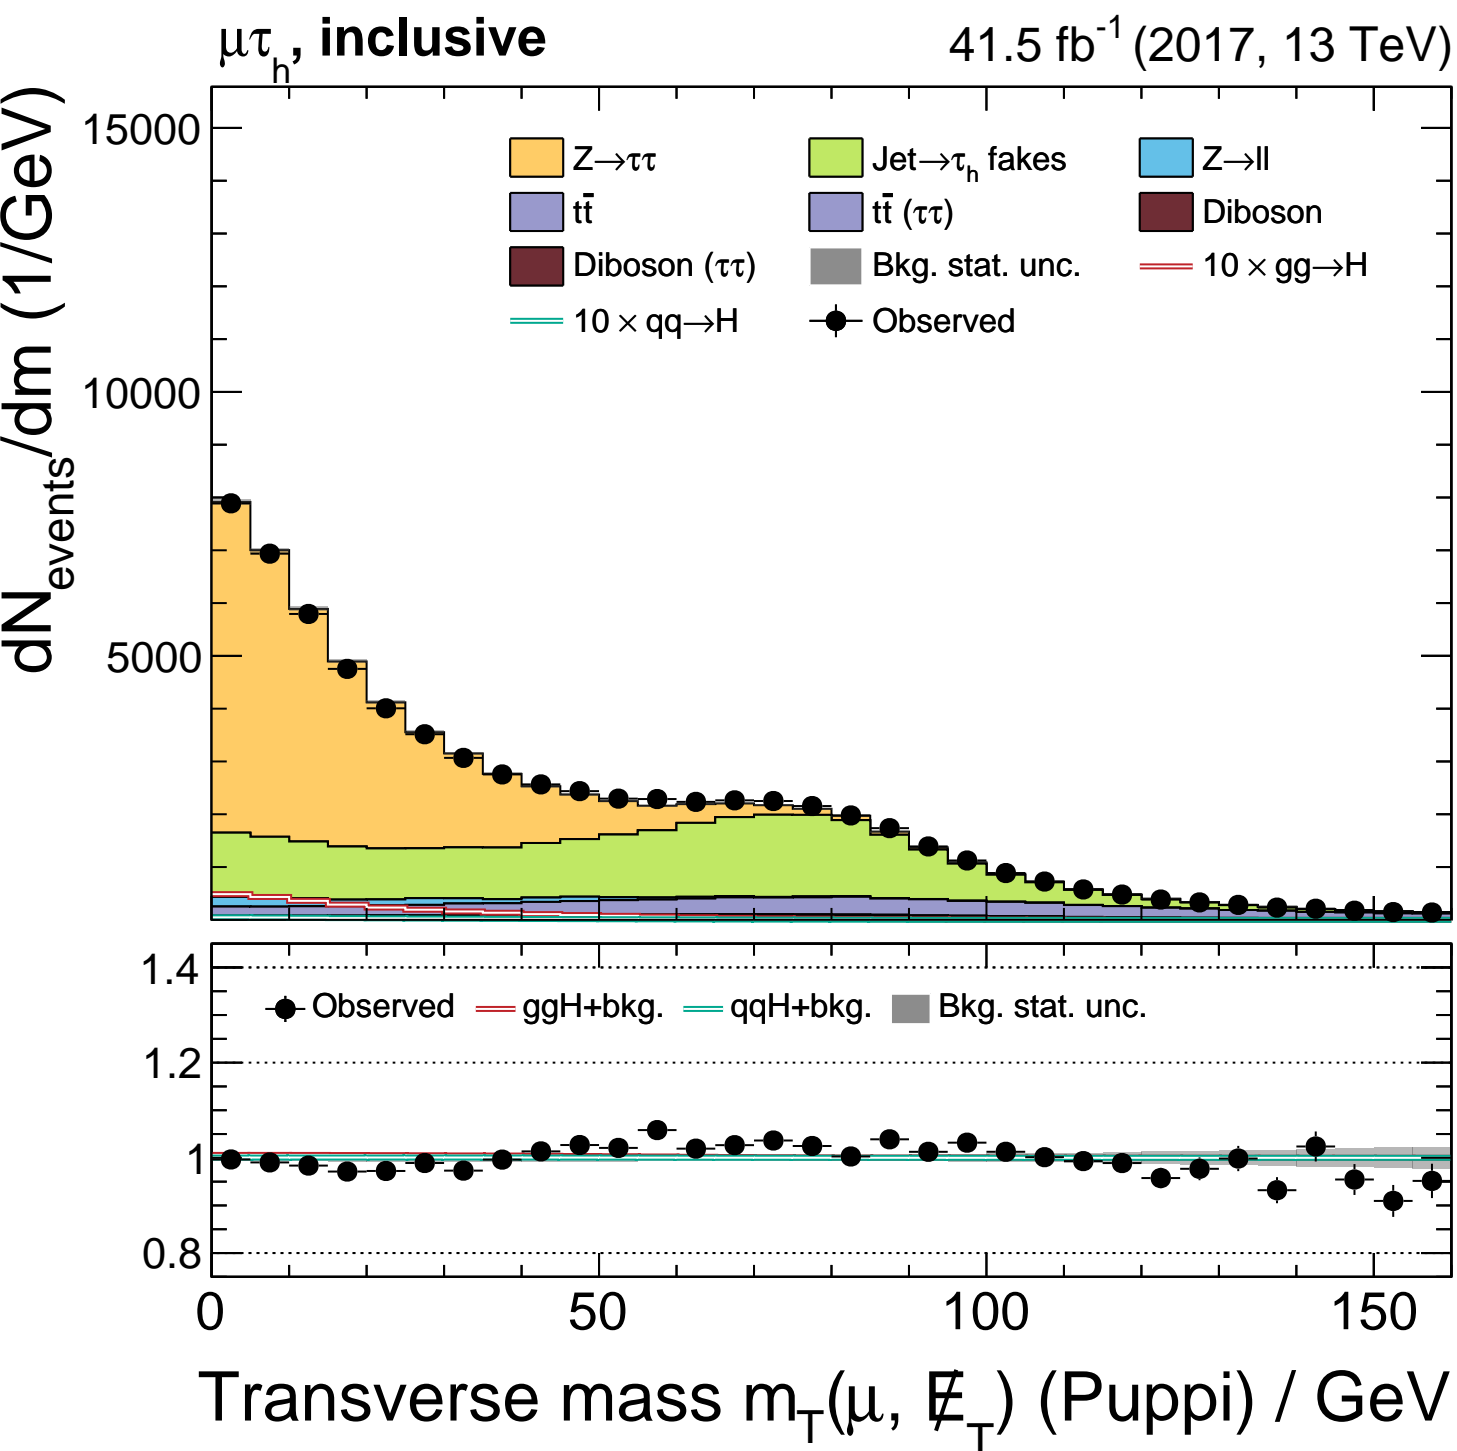 μτₕ, inclusive 41.5 fb⁻¹ (2017, 13 TeV)
dN_events/dm (1/GeV)
15000
10000
5000
Z→ττ Jet→τₕ fakes Z→ll
tt̄ tt̄ (ττ) Diboson
Diboson (ττ) Bkg. stat. unc. 10 × gg→H
10 × qq→H Observed
1.4
1.2
1
0.8
Observed ggH+bkg. qqH+bkg. Bkg. stat. unc.
0 50 100 150
Transverse mass m_T(μ, E̸_T) (Puppi) / GeV